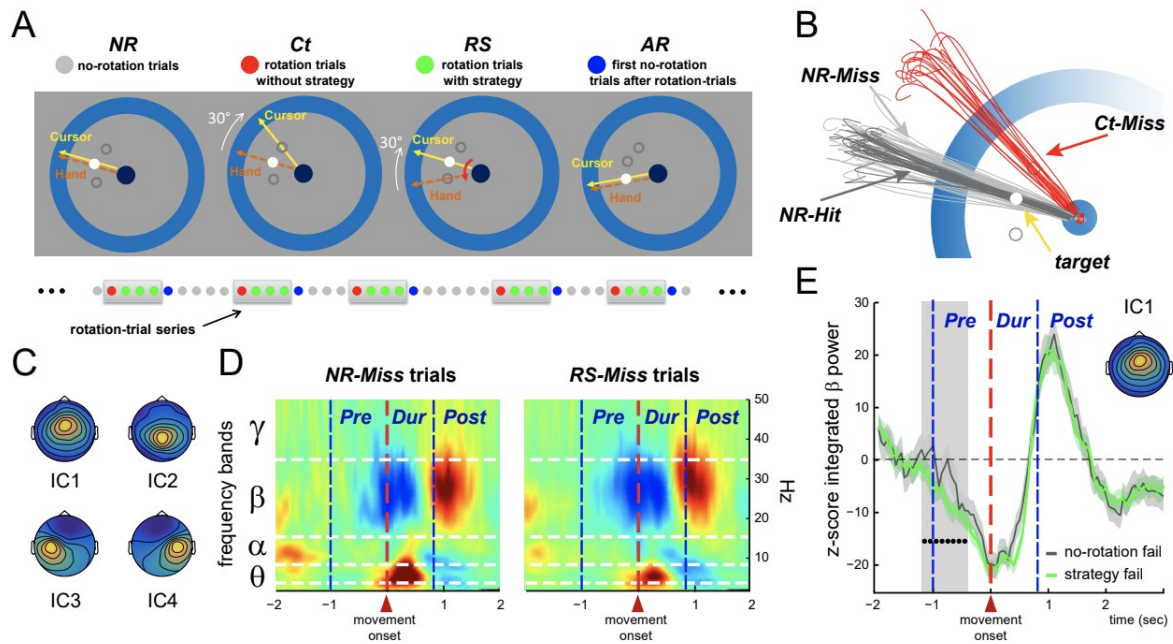 A
NR
no-rotation trials
Ct
rotation trials
without strategy
RS
rotation trials
with strategy
AR
first no-rotation
trials after rotation-trials
Cursor
Hand
30°
Cursor
Hand
30°
Cursor
Hand
Cursor
Hand
•••
•••
rotation-trial series
B
NR-Miss
Ct-Miss
NR-Hit
target
C
IC1
IC2
IC3
IC4
D
NR-Miss trials
RS-Miss trials
frequency bands
γ
β
α
θ
Pre
Dur
Post
Pre
Dur
Post
50
40
30
20
10
Hz
-2
-1
0
1
2
-2
-1
0
1
2
movement
onset
movement
onset
E
IC1
z-score integrated β power
30
20
10
0
-10
-20
Pre
Dur
Post
no-rotation fail
strategy fail
-2
-1
0
1
2
time (sec)
movement
onset